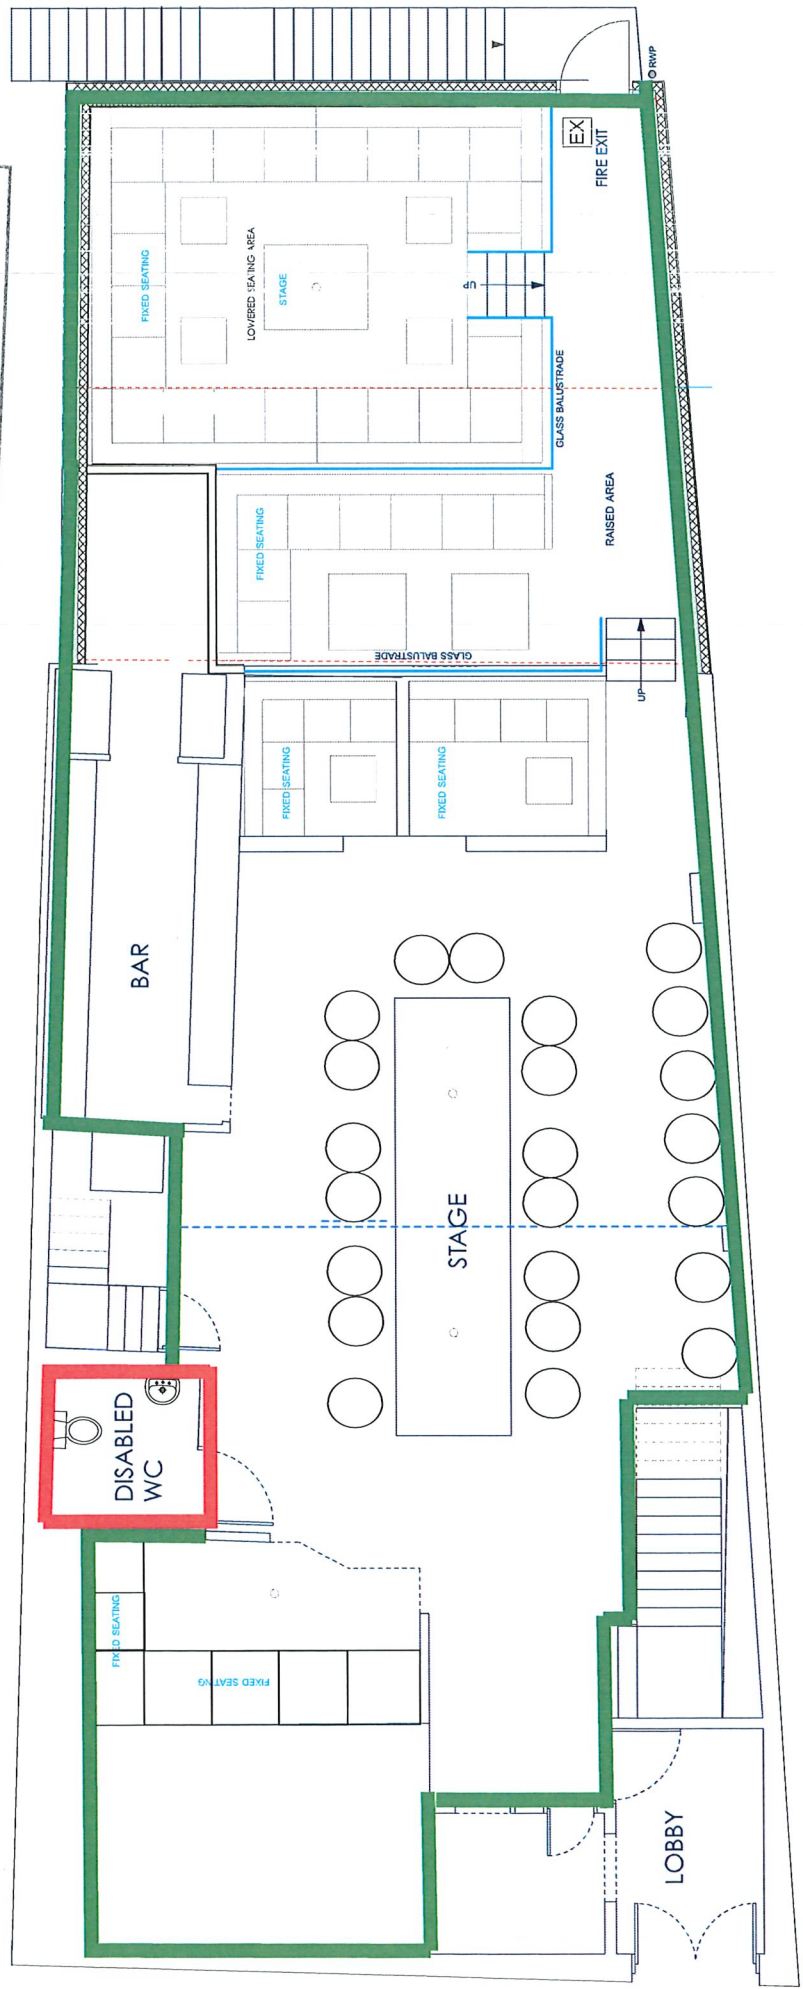 RWP
EX
FIRE EXIT
FIXED SEATING
LOWERED SEATING AREA
STAGE
UP
GLASS BALUSTRADE
FIXED SEATING
RAISED AREA
GLASS BALUSTRADE
UP
FIXED SEATING
FIXED SEATING
BAR
STAGE
DISABLED
WC
FIXED SEATING
FIXED SEATING
LOBBY